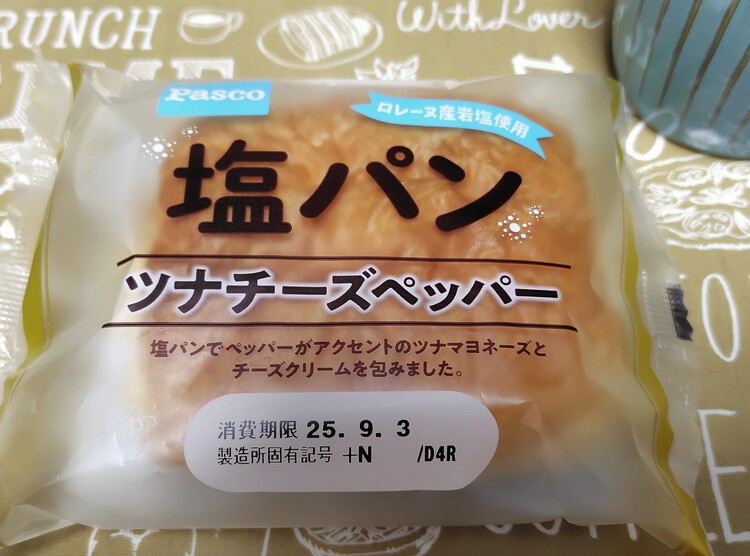 RUNCH
With Lover
Pasco
ロレーヌ産岩塩使用
塩パン
ツナチーズペッパー
塩パンでペッパーがアクセントのツナマヨネーズと
チーズクリームを包みました。
消費期限 25. 9. 3
製造所固有記号 +N /D4R